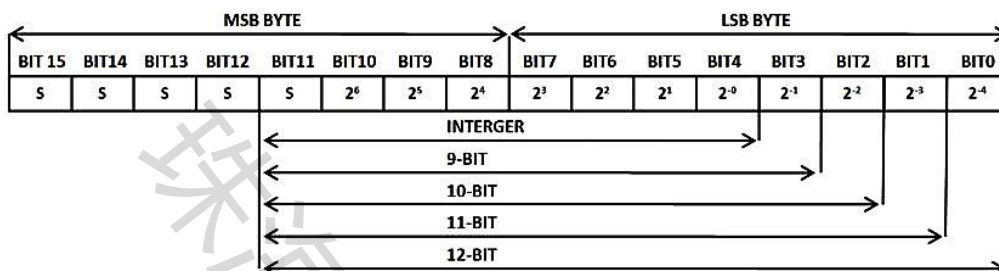 MSB BYTE LSB BYTE
BIT 15 BIT14 BIT13 BIT12 BIT11 BIT10 BIT9 BIT8 BIT7 BIT6 BIT5 BIT4 BIT3 BIT2 BIT1 BIT0
S S S S S 2⁶ 2⁵ 2⁴ 2³ 2² 2¹ 2⁻⁰ 2⁻¹ 2⁻² 2⁻³ 2⁻⁴
INTERGER
9-BIT
10-BIT
11-BIT
12-BIT
珠